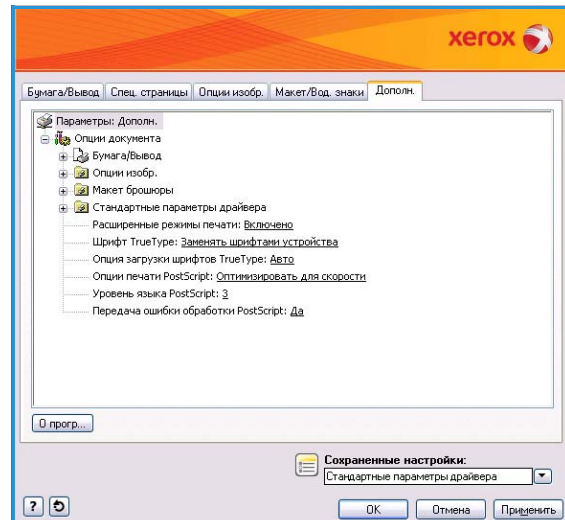 xerox
Бумага/Вывод Спец. страницы Опции изобр. Макет/Вод. знаки Дополн.
Параметры: Дополн.
Опции документа
Бумага/Вывод
Опции изобр.
Макет брошюры
Стандартные параметры драйвера
Расширенные режимы печати: Включено
Шрифт TrueType: Заменять шрифтами устройства
Опция загрузки шрифтов TrueType: Авто
Опции печати PostScript: Оптимизировать для скорости
Уровень языка PostScript: 3
Передача ошибки обработки PostScript: Да
О прогр...
Сохраненные настройки:
Стандартные параметры драйвера
? OK Отмена Применить